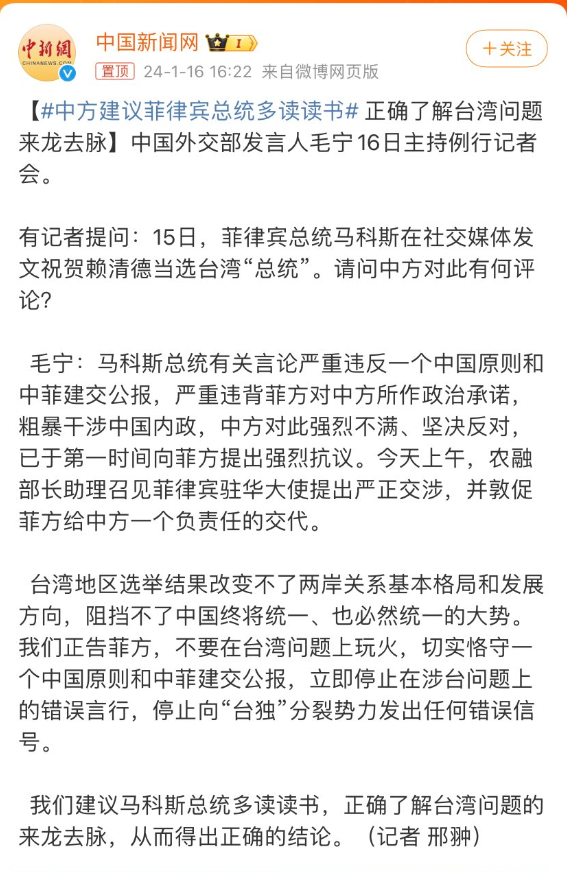 中新網
CHINANEWS.COM
中国新闻网
I
+关注
置顶 24-1-16 16:22 来自微博网页版
【#中方建议菲律宾总统多读读书# 正确了解台湾问题
来龙去脉】中国外交部发言人毛宁16日主持例行记者
会。
有记者提问：15日，菲律宾总统马科斯在社交媒体发
文祝贺赖清德当选台湾“总统”。请问中方对此有何评
论?
毛宁：马科斯总统有关言论严重违反一个中国原则和
中菲建交公报，严重违背菲方对中方所作政治承诺，
粗暴干涉中国内政，中方对此强烈不满、坚决反对，
已于第一时间向菲方提出强烈抗议。今天上午，农融
部长助理召见菲律宾驻华大使提出严正交涉，并敦促
菲方给中方一个负责任的交代。
台湾地区选举结果改变不了两岸关系基本格局和发展
方向，阻挡不了中国终将统一、也必然统一的大势。
我们正告菲方，不要在台湾问题上玩火，切实恪守一
个中国原则和中菲建交公报，立即停止在涉台问题上
的错误言行，停止向“台独”分裂势力发出任何错误信
号。
我们建议马科斯总统多读读书，正确了解台湾问题的
来龙去脉，从而得出正确的结论。（记者 邢翀）